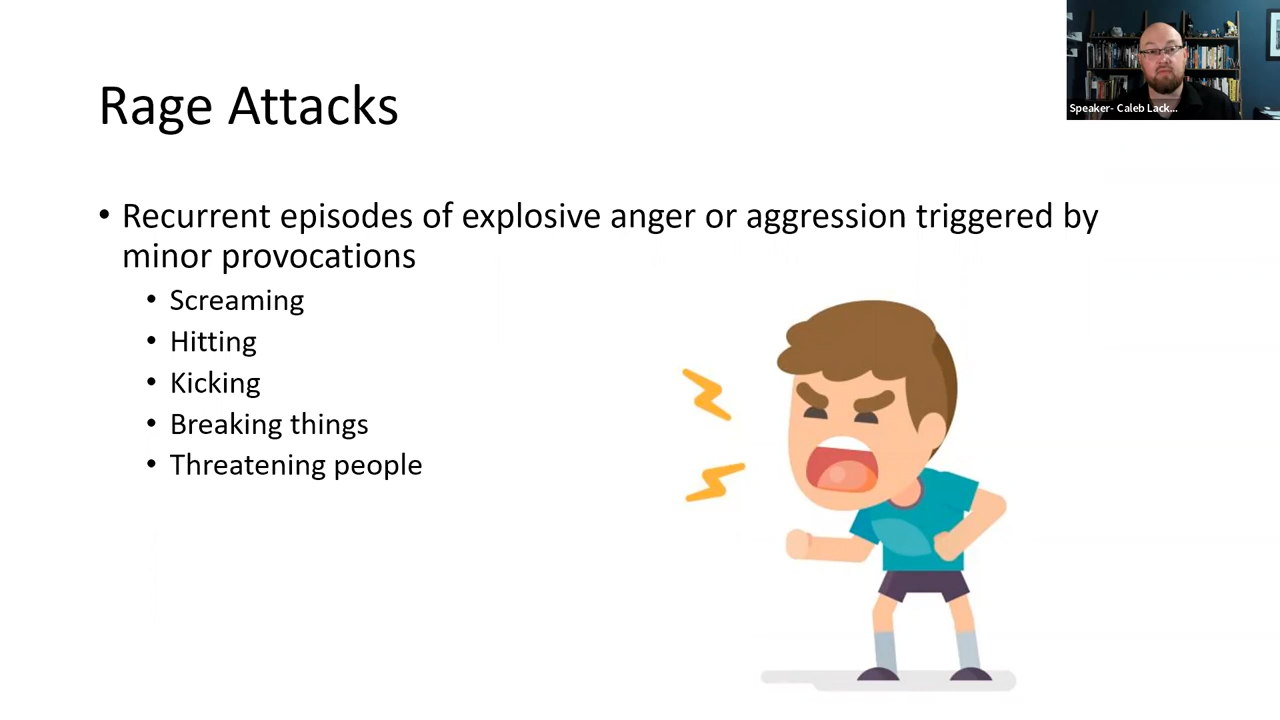 Speaker- Caleb Lack...
Rage Attacks
• Recurrent episodes of explosive anger or aggression triggered by
minor provocations
• Screaming
• Hitting
• Kicking
• Breaking things
• Threatening people